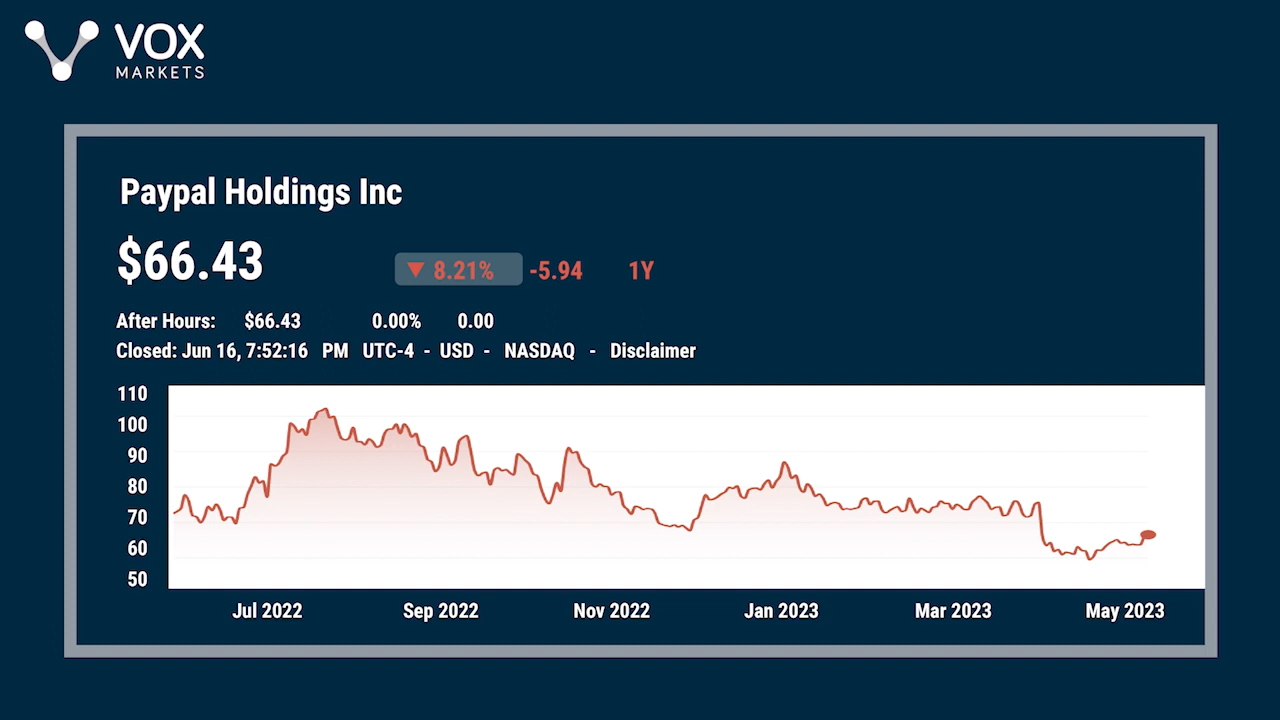 VOX
MARKETS
Paypal Holdings Inc
$66.43 ▼ 8.21% -5.94 1Y
After Hours: $66.43 0.00% 0.00
Closed: Jun 16, 7:52:16 PM UTC-4 - USD - NASDAQ - Disclaimer
110
100
90
80
70
60
50
Jul 2022 Sep 2022 Nov 2022 Jan 2023 Mar 2023 May 2023